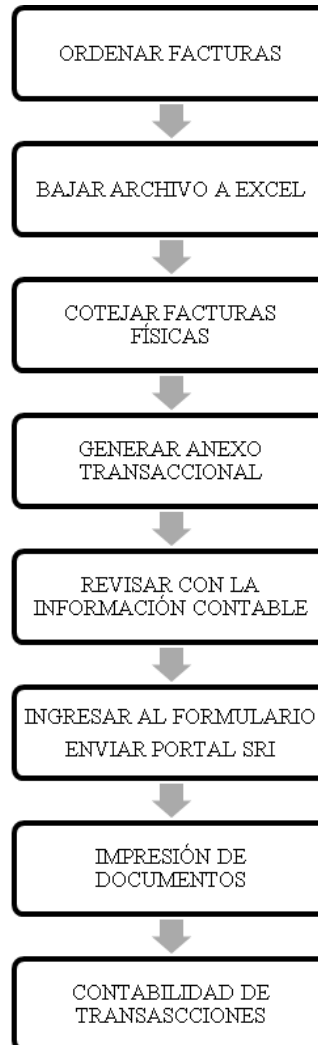 ORDENAR FACTURAS
BAJAR ARCHIVO A EXCEL
COTEJAR FACTURAS
FÍSICAS
GENERAR ANEXO
TRANSACCIONAL
REVISAR CON LA
INFORMACIÓN CONTABLE
INGRESAR AL FORMULARIO
ENVIAR PORTAL SRI
IMPRESIÓN DE
DOCUMENTOS
CONTABILIDAD DE
TRANSASCCIONES